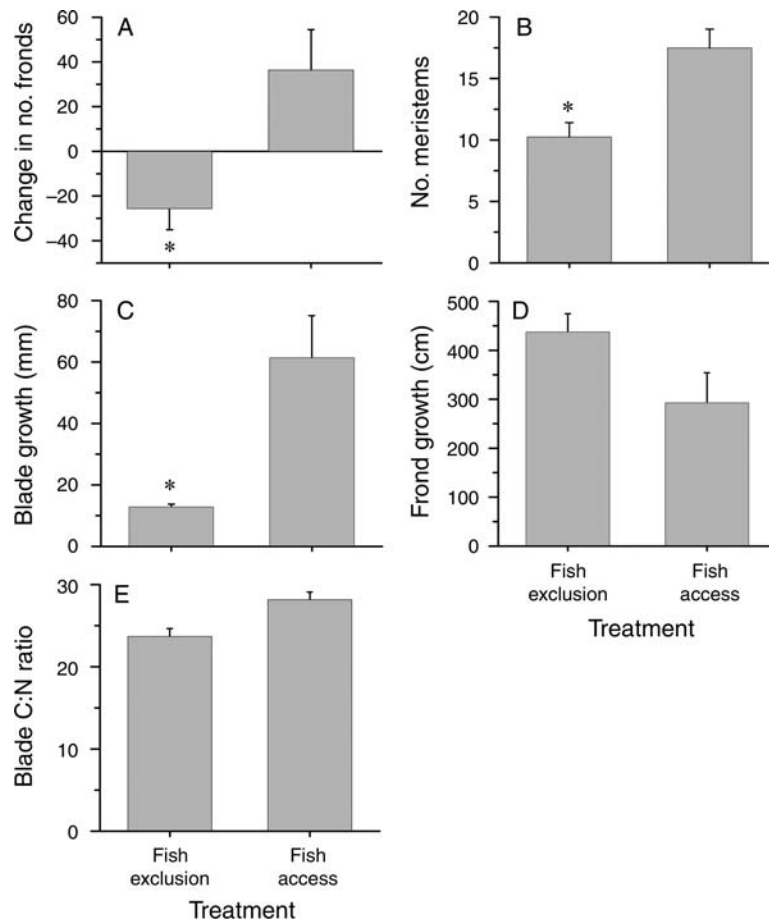 A
Change in no. fronds
60
40
20
0
−20
−40
*
B
No. meristems
20
15
10
5
0
*
C
Blade growth (mm)
80
60
40
20
0
*
D
Frond growth (cm)
500
400
300
200
100
0
Fish
exclusion
Fish
access
Treatment
E
Blade C:N ratio
30
20
10
0
Fish
exclusion
Fish
access
Treatment